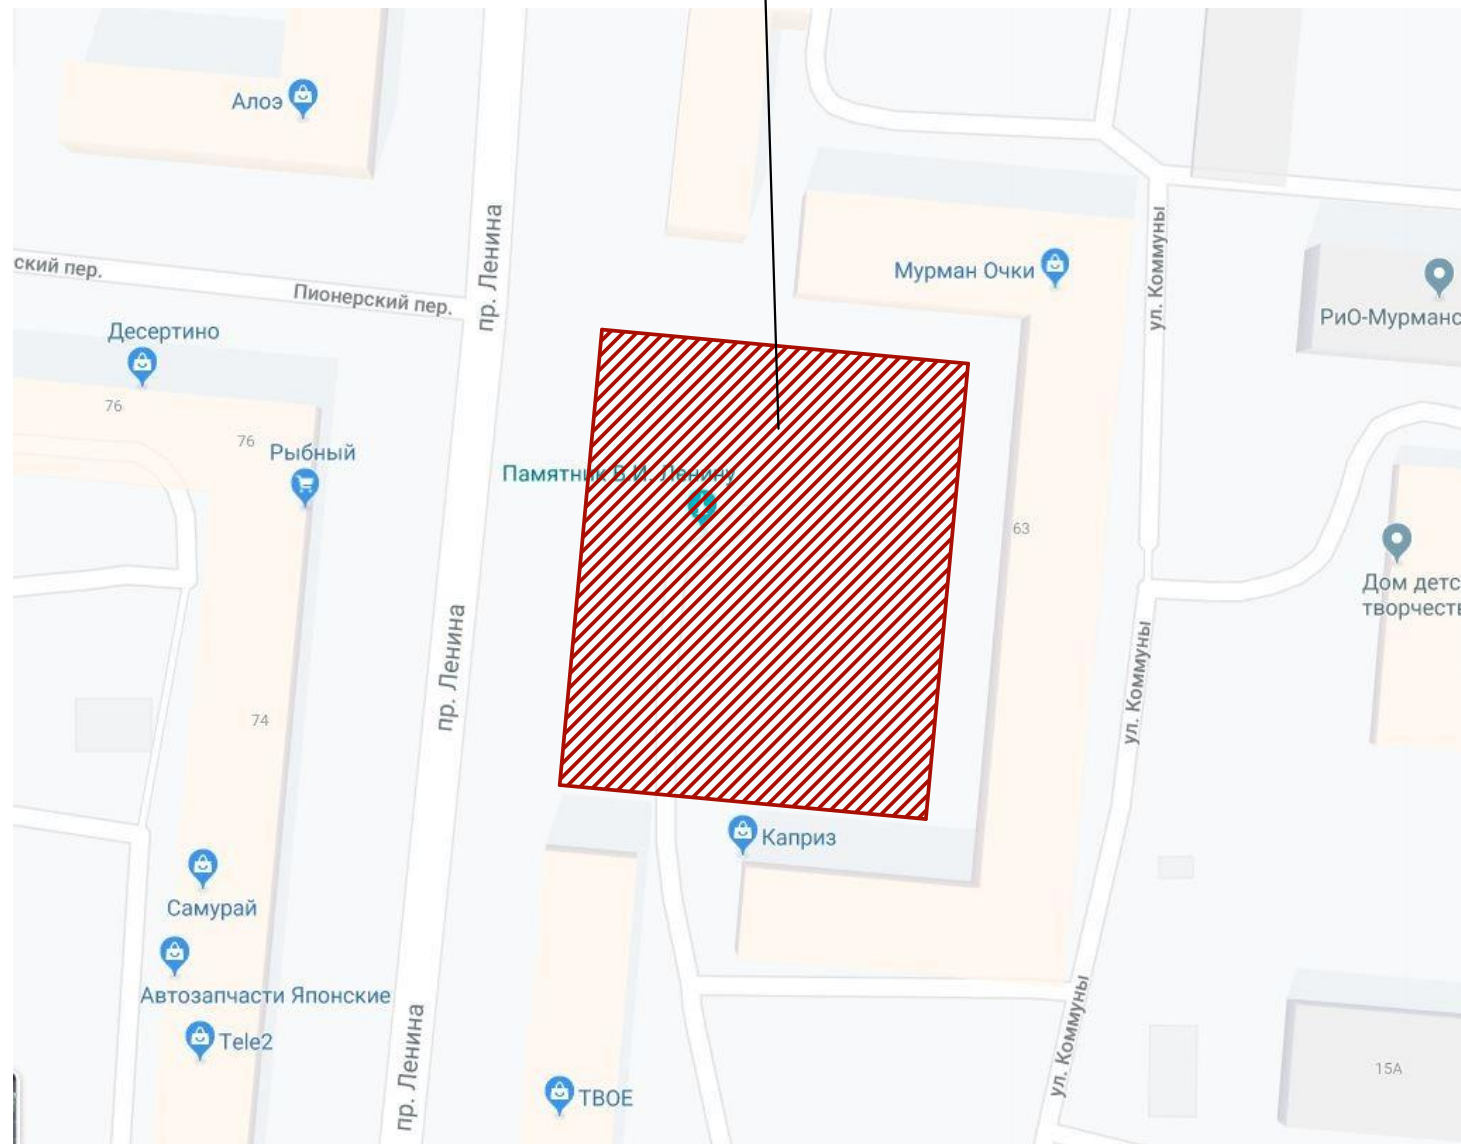 Алоэ
пр. Ленина
ский пер.
Пионерский пер.
Мурман Очки
ул. Коммуны
РиО-Мурманс
Десертино
76
76
Рыбный
Памятник В.И. Ленину
63
Дом детс
творчеств
пр. Ленина
ул. Коммуны
74
Каприз
Самурай
Автозапчасти Японские
Tele2
пр. Ленина
ТВОЕ
ул. Коммуны
15А